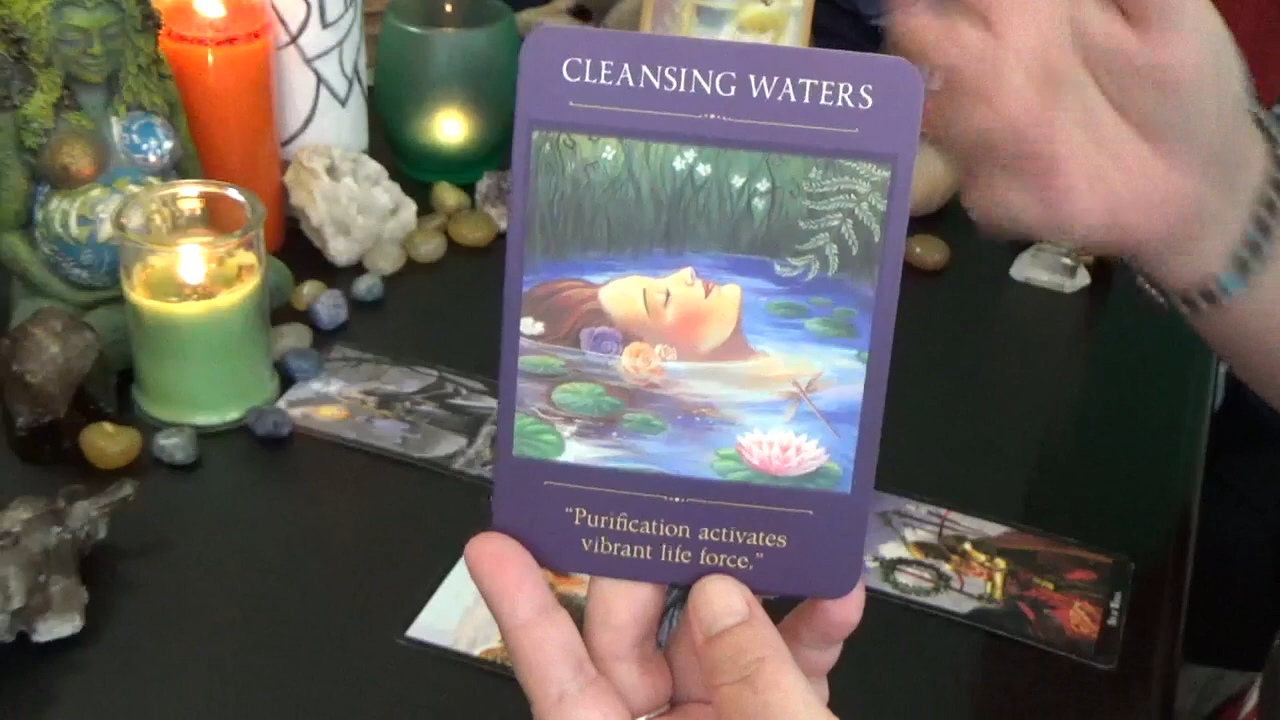 CLEANSING WATERS
“Purification activates
vibrant life force.”